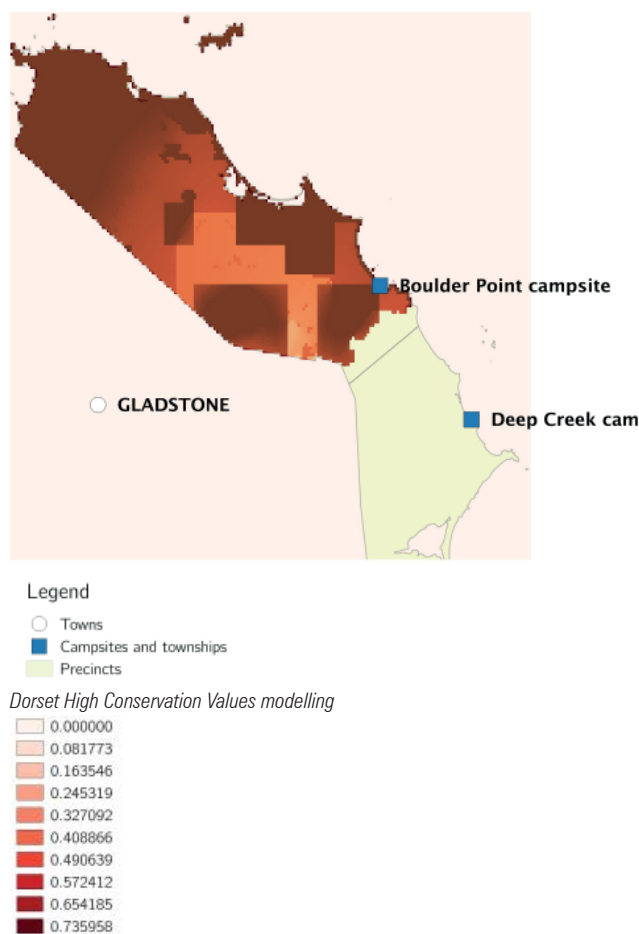 Boulder Point campsite
GLADSTONE
Deep Creek cam
Legend
Towns
Campsites and townships
Precincts
Dorset High Conservation Values modelling
0.000000
0.081773
0.163546
0.245319
0.327092
0.408866
0.490639
0.572412
0.654185
0.735958